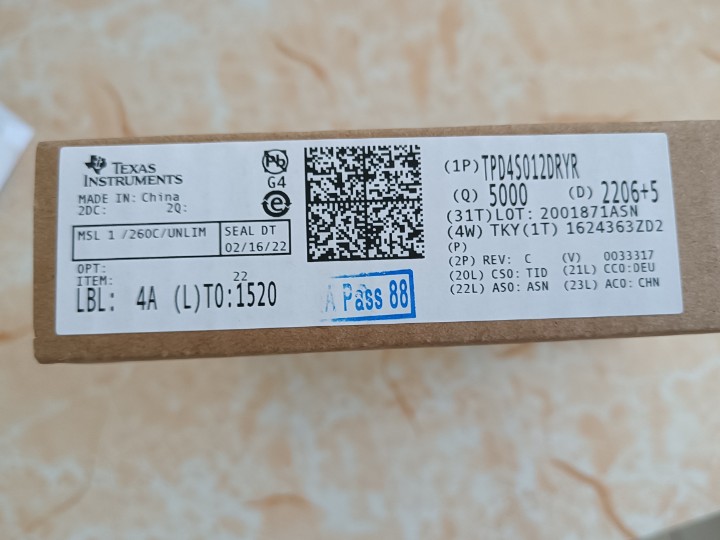 TEXAS
INSTRUMENTS
MADE IN: China
2DC: 2Q:
MSL 1 /260C/UNLIM
SEAL DT
02/16/22
OPT:
ITEM:
22
LBL: 4A (L)TO:1520
Pb
G4
e
A Pass 88
(1P)TPD4S012DRYR
(Q) 5000 (D) 2206+5
(31T)LOT: 2001871ASN
(4W) TKY(1T) 1624363ZD2
(P)
(2P) REV: C (V) 0033317
(20L) CSO: TID (21L) CCO:DEU
(22L) ASO: ASN (23L) ACO: CHN